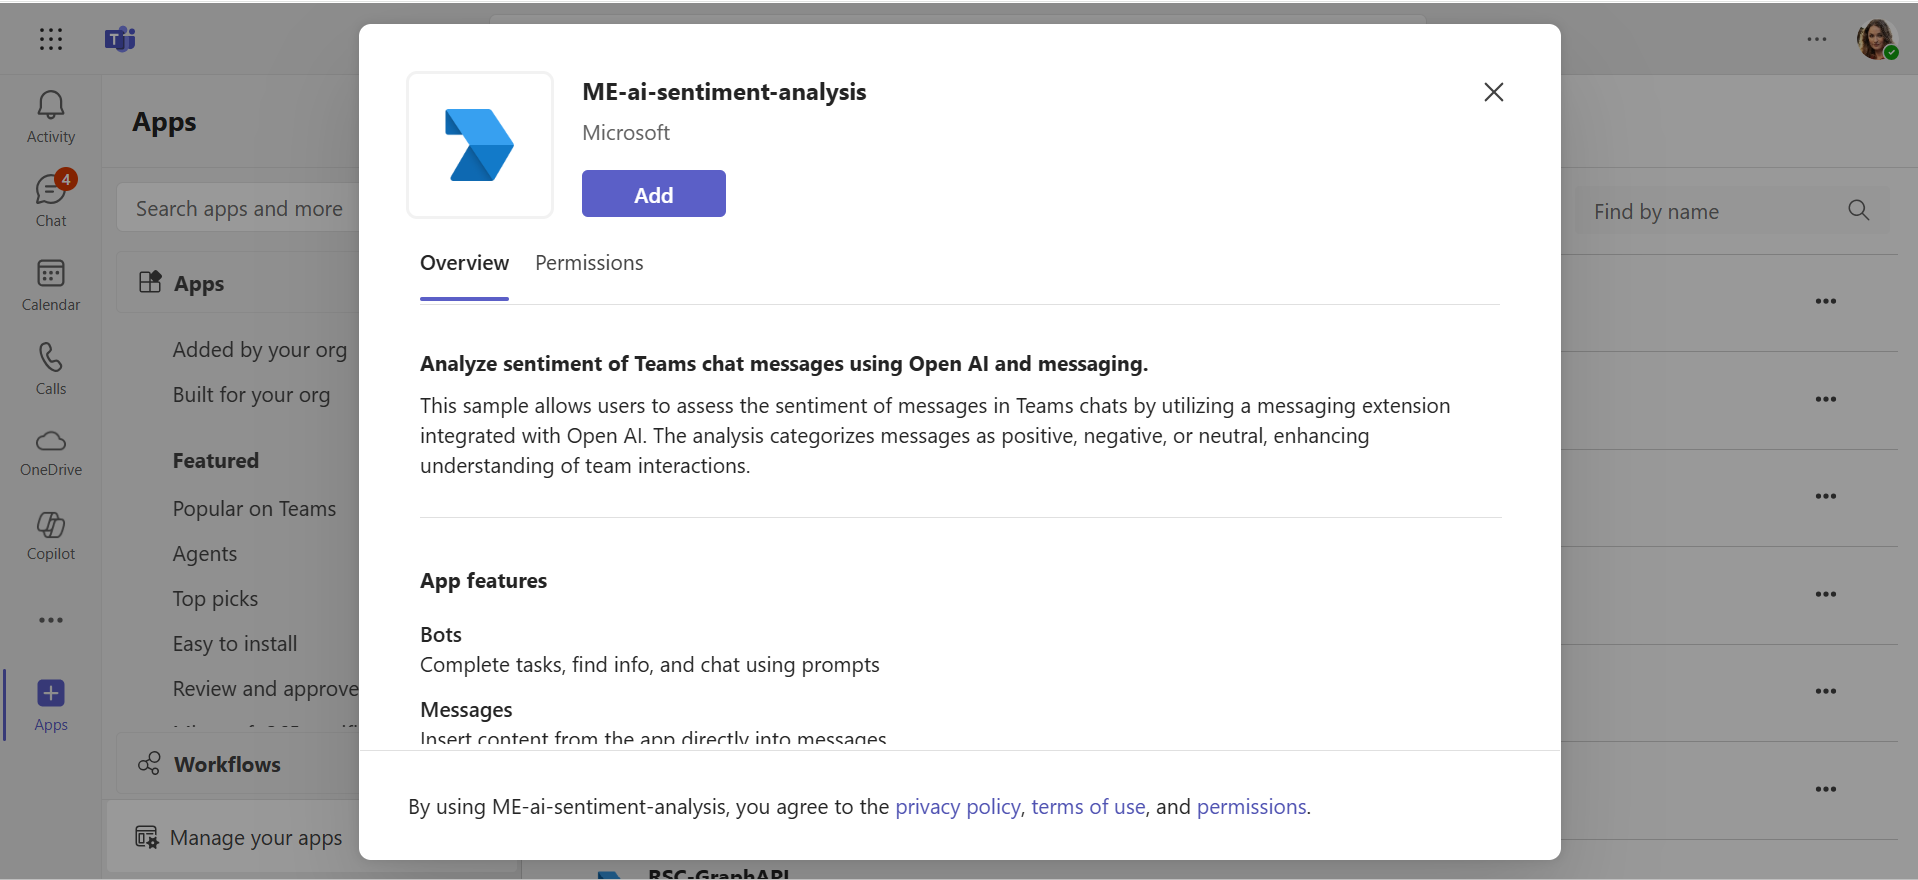 Activity
4
Chat
Calendar
Calls
OneDrive
Copilot
Apps
Apps
Search apps and more
Apps
Added by your org
Built for your org
Featured
Popular on Teams
Agents
Top picks
Easy to install
Review and approve
Workflows
Manage your apps
ME-ai-sentiment-analysis
Microsoft
Add
Overview Permissions
Analyze sentiment of Teams chat messages using Open AI and messaging.
This sample allows users to assess the sentiment of messages in Teams chats by utilizing a messaging extension
integrated with Open AI. The analysis categorizes messages as positive, negative, or neutral, enhancing
understanding of team interactions.
App features
Bots
Complete tasks, find info, and chat using prompts
Messages
Insert content from the app directly into messages
By using ME-ai-sentiment-analysis, you agree to the privacy policy, terms of use, and permissions.
Find by name
RSC-GraphAPI